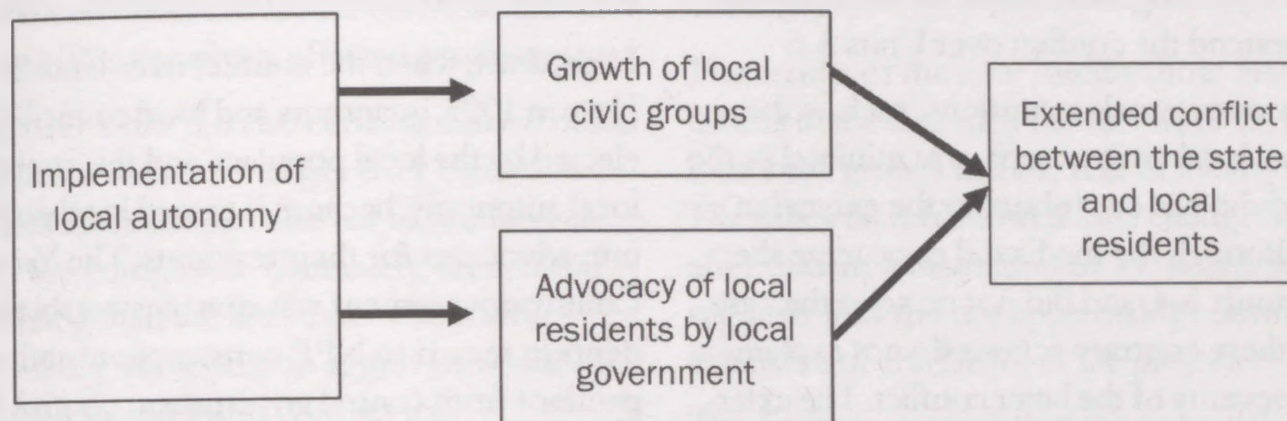 Implementation of
local autonomy
Growth of local
civic groups
Advocacy of local
residents by local
government
Extended conflict
between the state
and local
residents